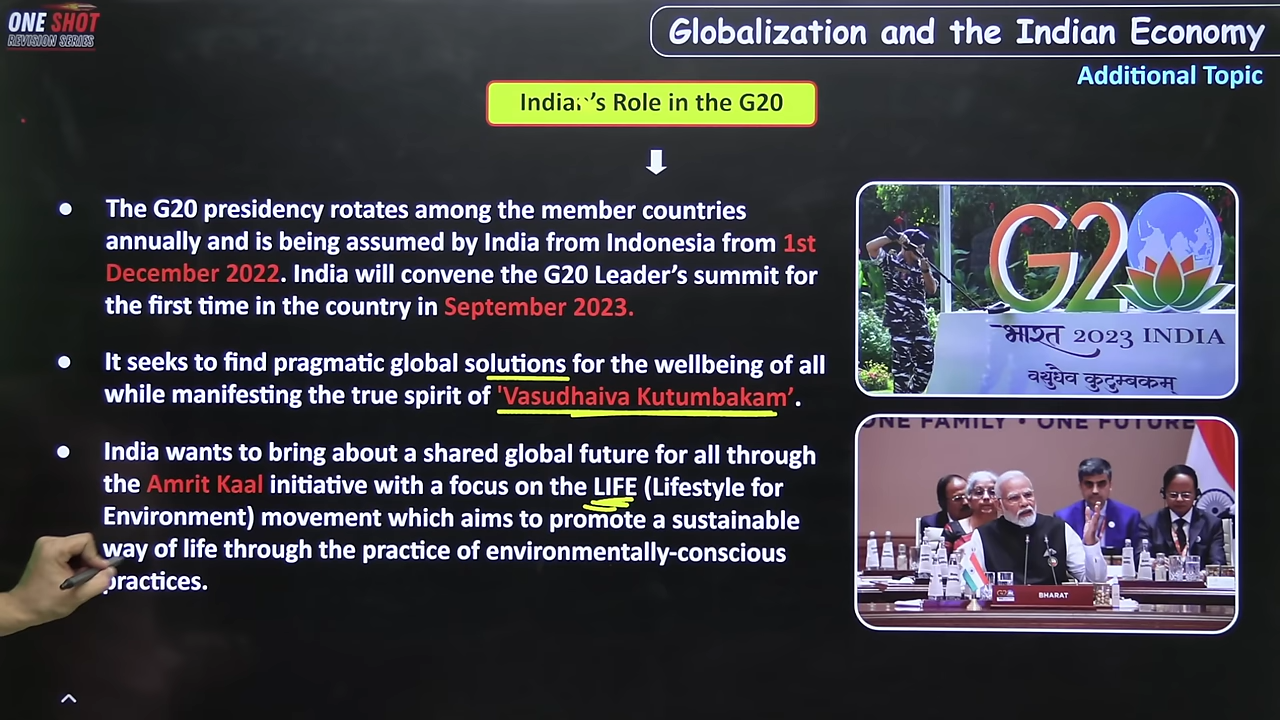 ONE SHOT
REVISION SERIES
Globalization and the Indian Economy
Additional Topic
Indian's Role in the G20
● The G20 presidency rotates among the member countries
annually and is being assumed by India from Indonesia from 1st
December 2022. India will convene the G20 Leader’s summit for
the first time in the country in September 2023.
● It seeks to find pragmatic global solutions for the wellbeing of all
while manifesting the true spirit of 'Vasudhaiva Kutumbakam’.
● India wants to bring about a shared global future for all through
the Amrit Kaal initiative with a focus on the LIFE (Lifestyle for
Environment) movement which aims to promote a sustainable
way of life through the practice of environmentally-conscious
practices.
G20
भारत 2023 INDIA
वसुधैव कुटुम्बकम्
ONE FAMILY • ONE FUTURE
G20
BHARAT